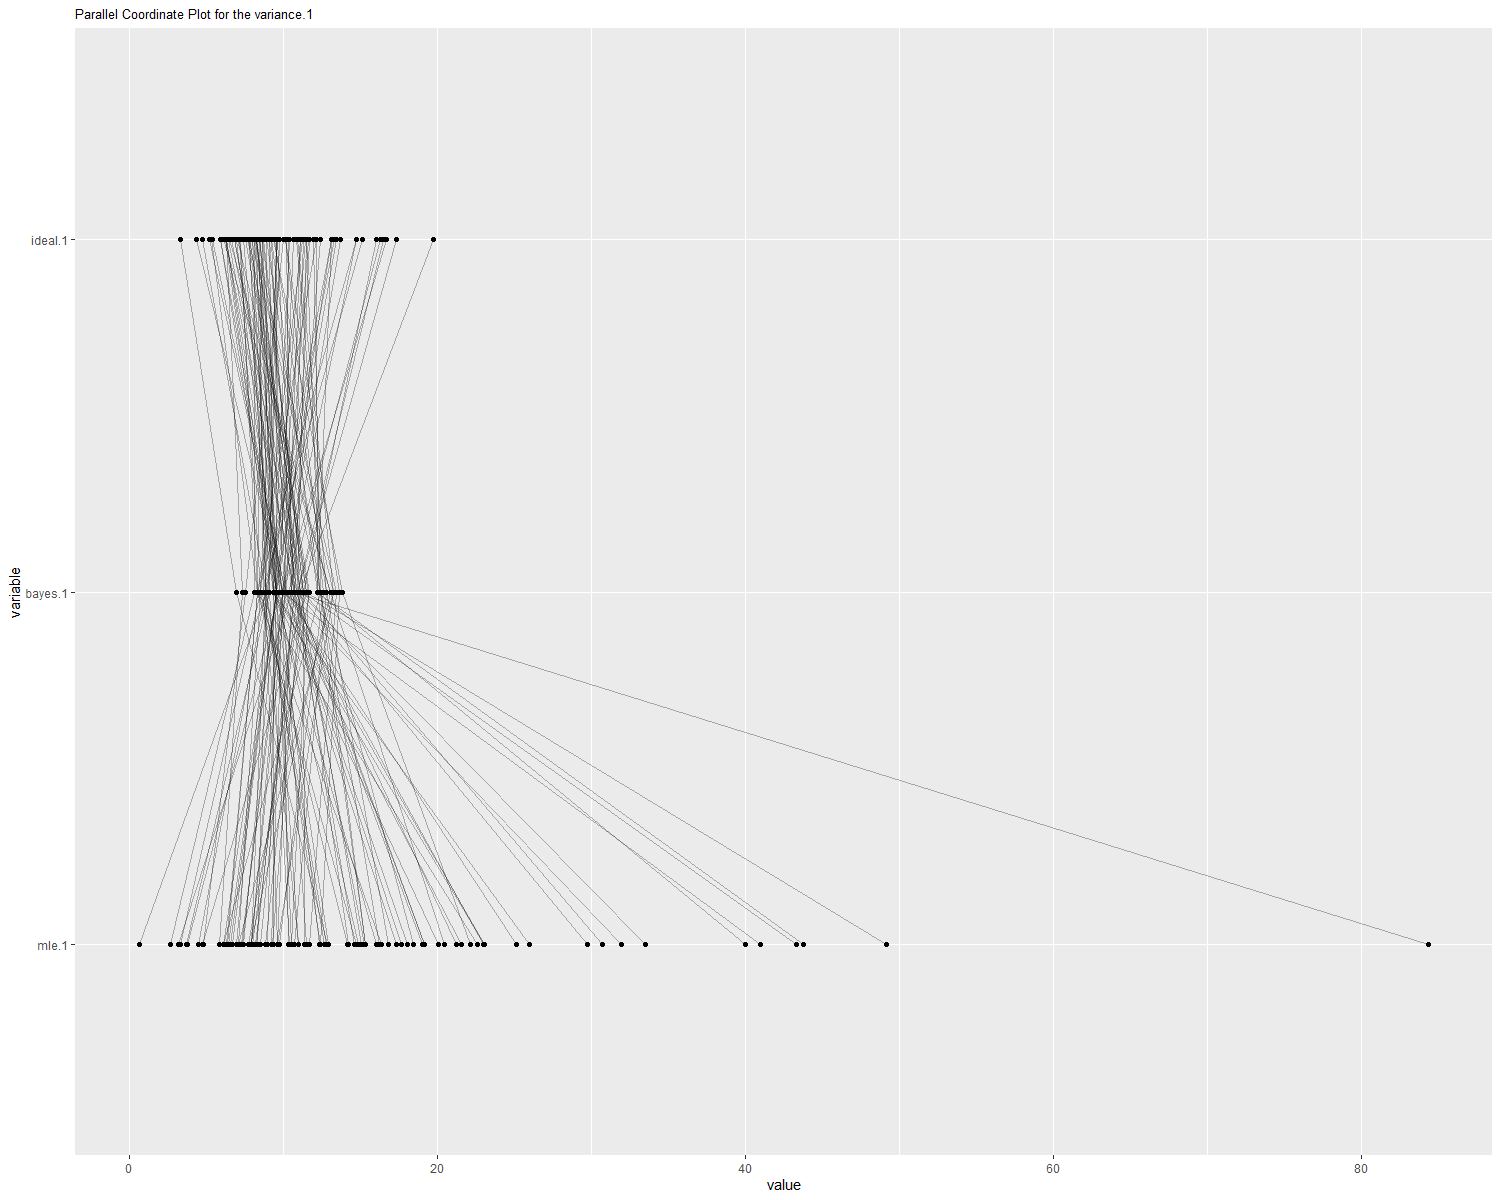 Parallel Coordinate Plot for the variance.1
variable
ideal.1
bayes.1
mle.1
0 20 40 60 80
value